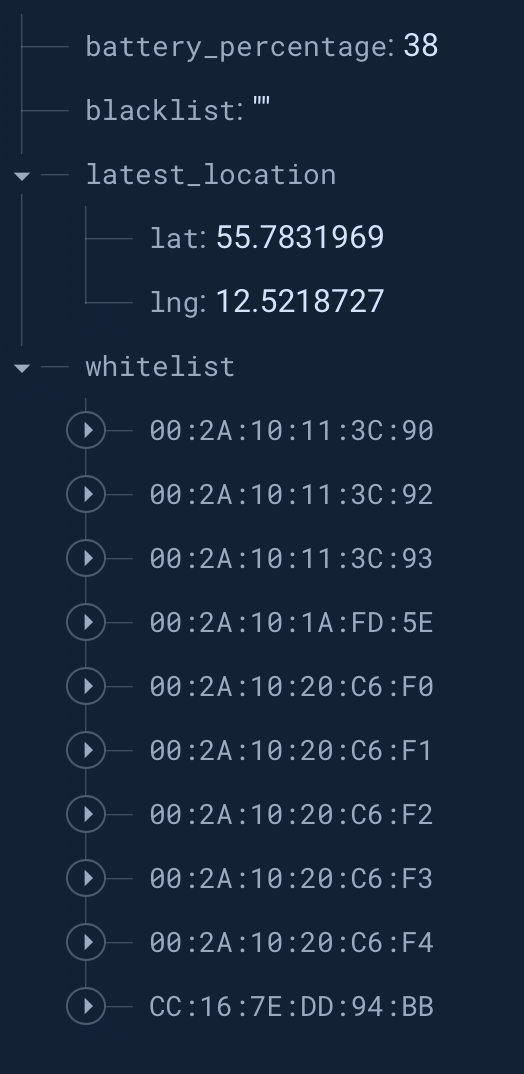 battery_percentage: 38
blacklist: ""
latest_location
lat: 55.7831969
lng: 12.5218727
whitelist
00:2A:10:11:3C:90
00:2A:10:11:3C:92
00:2A:10:11:3C:93
00:2A:10:1A:FD:5E
00:2A:10:20:C6:F0
00:2A:10:20:C6:F1
00:2A:10:20:C6:F2
00:2A:10:20:C6:F3
00:2A:10:20:C6:F4
CC:16:7E:DD:94:BB